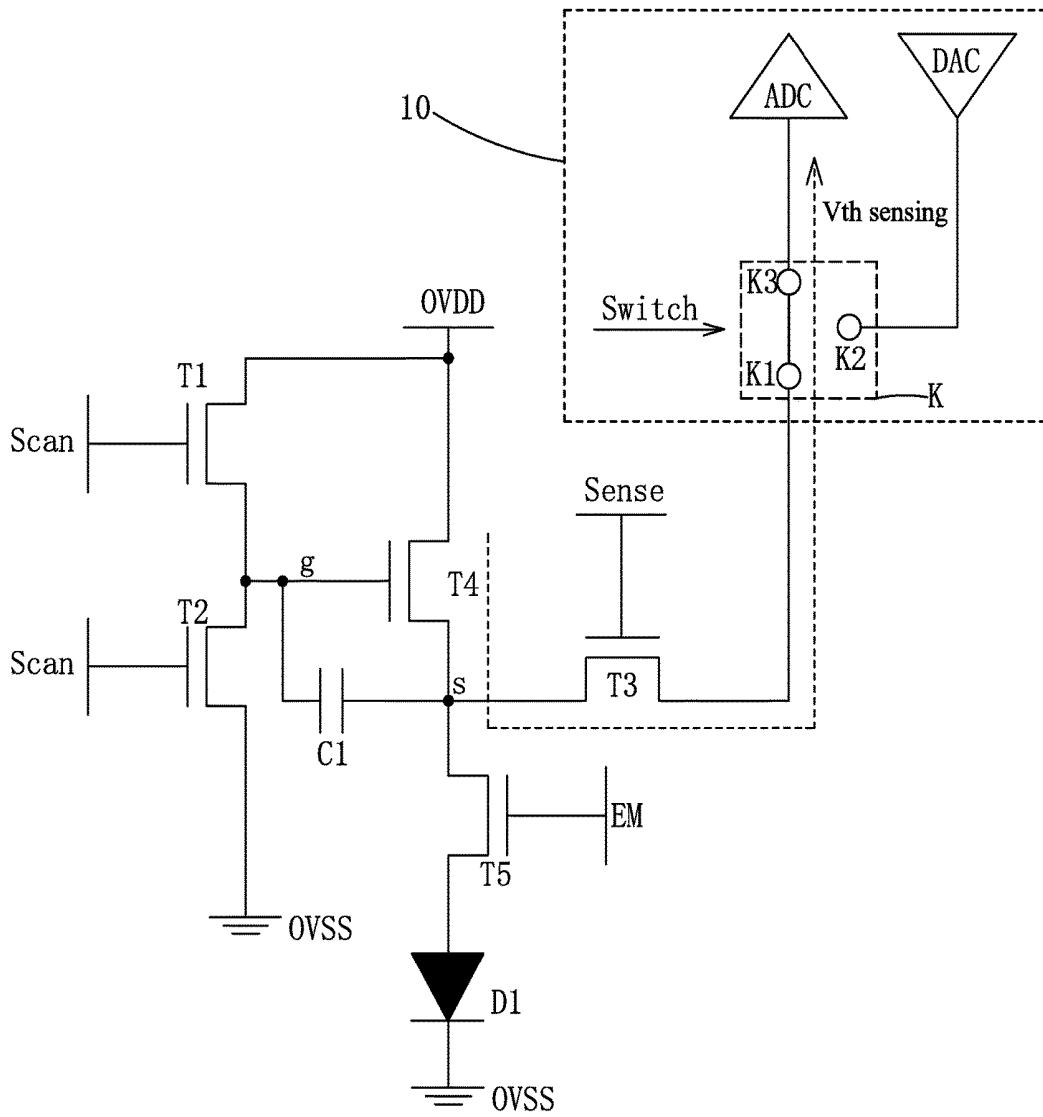 DAC
ADC
10
Vth sensing
K3
OVDD
Switch
K2
K1
T1
K
Scan
Sense
g
T4
T2
Scan
s
T3
C1
EM
T5
OVSS
D1
OVSS